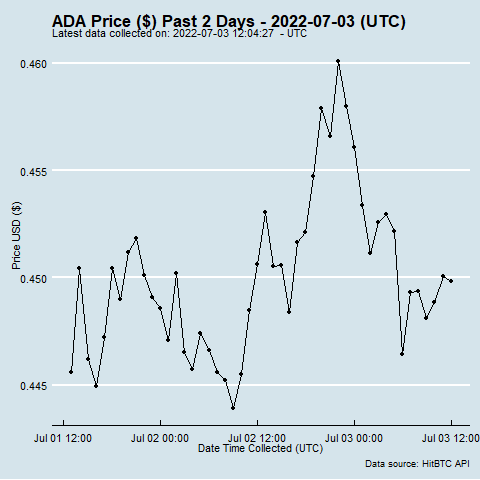 ADA Price ($) Past 2 Days - 2022-07-03 (UTC)
Latest data collected on: 2022-07-03 12:04:27 - UTC
0.460
0.455
0.450
0.445
Price USD ($)
Jul 01 12:00 Jul 02 00:00 Jul 02 12:00 Jul 03 00:00 Jul 03 12:00
Date Time Collected (UTC)
Data source: HitBTC API